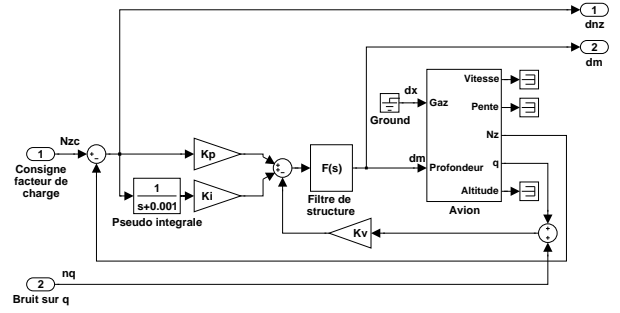 1
dnz
2
dm
Nzc
1
Consigne
facteur de
charge
+
-
Kp
1
s+0.001
Pseudo integrale
Ki
+
+
-
F(s)
Filtre de
structure
dx
Ground
dm
Gaz
Profondeur
Vitesse
Pente
Nz
q
Altitude
Avion
Kv
+
+
nq
2
Bruit sur q